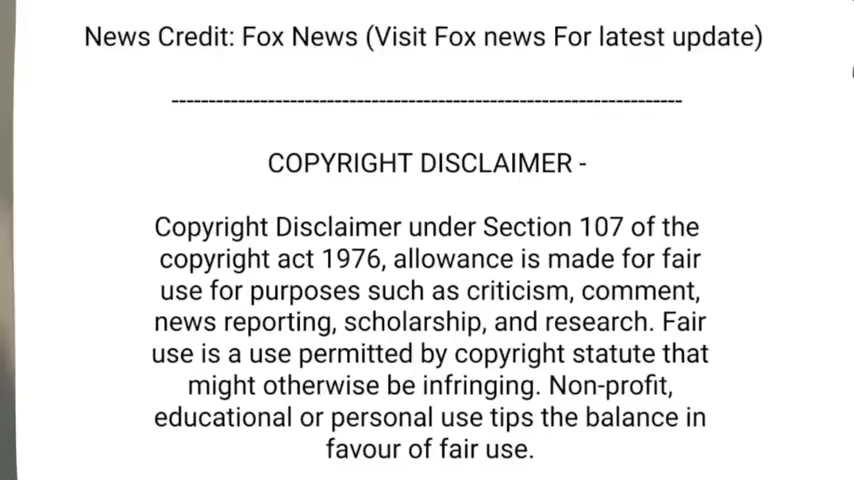 News Credit: Fox News (Visit Fox news For latest update)
----------------------------------------------------------------------
COPYRIGHT DISCLAIMER -
Copyright Disclaimer under Section 107 of the
copyright act 1976, allowance is made for fair
use for purposes such as criticism, comment,
news reporting, scholarship, and research. Fair
use is a use permitted by copyright statute that
might otherwise be infringing. Non-profit,
educational or personal use tips the balance in
favour of fair use.